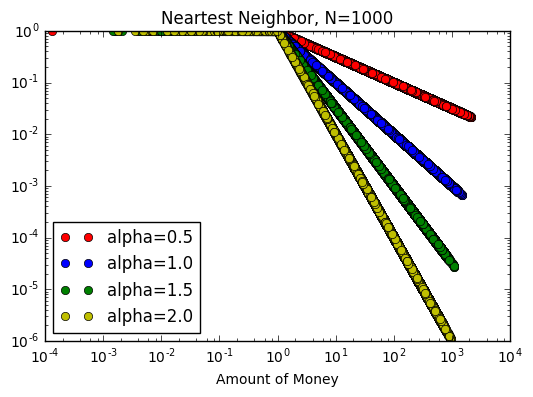 Neartest Neighbor, N=1000
10^0
10^-1
10^-2
10^-3
10^-4
10^-5
10^-6
alpha=0.5
alpha=1.0
alpha=1.5
alpha=2.0
10^-4 10^-3 10^-2 10^-1 10^0 10^1 10^2 10^3 10^4
Amount of Money